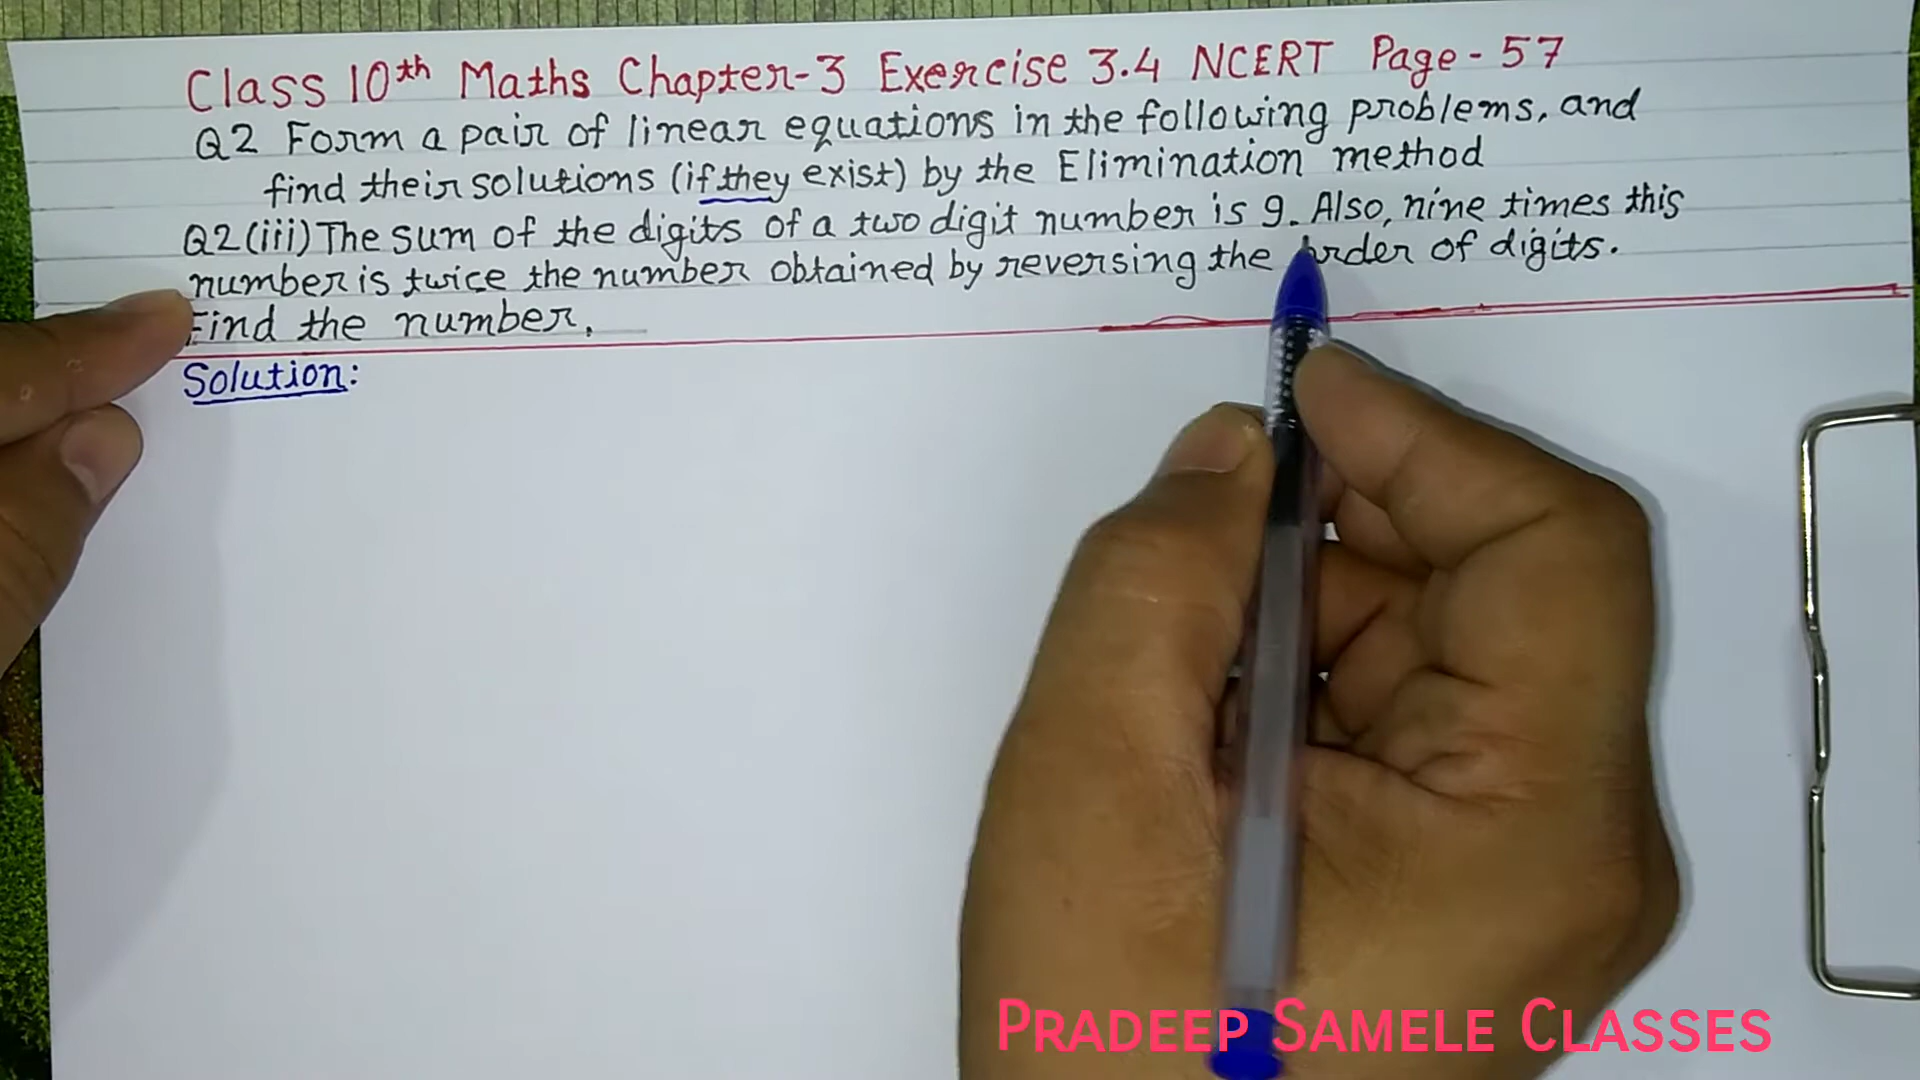 Class 10th Maths Chapter-3 Exercise 3.4 NCERT Page - 57
Q2 Form a pair of linear equations in the following problems, and
find their solutions (if they exist) by the Elimination method
Q2(iii) The sum of the digits of a two digit number is 9. Also, nine times this
number is twice the number obtained by reversing the order of digits.
Find the number.
Solution:
PRADEEP SAMELE CLASSES